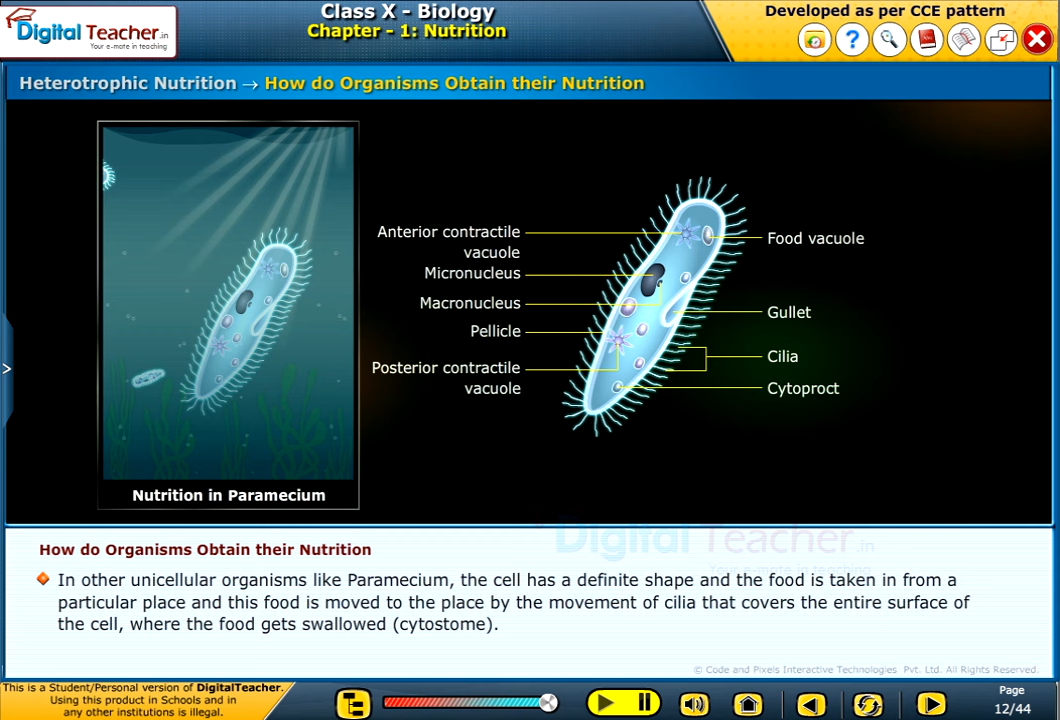 Digital Teacher.in
Your e-mate in teaching
Class X - Biology
Chapter - 1: Nutrition
Developed as per CCE pattern
?
Heterotrophic Nutrition → How do Organisms Obtain their Nutrition
Anterior contractile
vacuole
Micronucleus
Macronucleus
Pellicle
Posterior contractile
vacuole
Food vacuole
Gullet
Cilia
Cytoproct
>
Nutrition in Paramecium
Digital Teacher.in
Your e-mate in teaching
How do Organisms Obtain their Nutrition
In other unicellular organisms like Paramecium, the cell has a definite shape and the food is taken in from a
particular place and this food is moved to the place by the movement of cilia that covers the entire surface of
the cell, where the food gets swallowed (cytostome).
© Code and Pixels Interactive Technologies. Pvt. Ltd. All Rights Reserved.
This is a Student/Personal version of DigitalTeacher.
Using this product in Schools and in
any other institutions is illegal.
Page
12/44